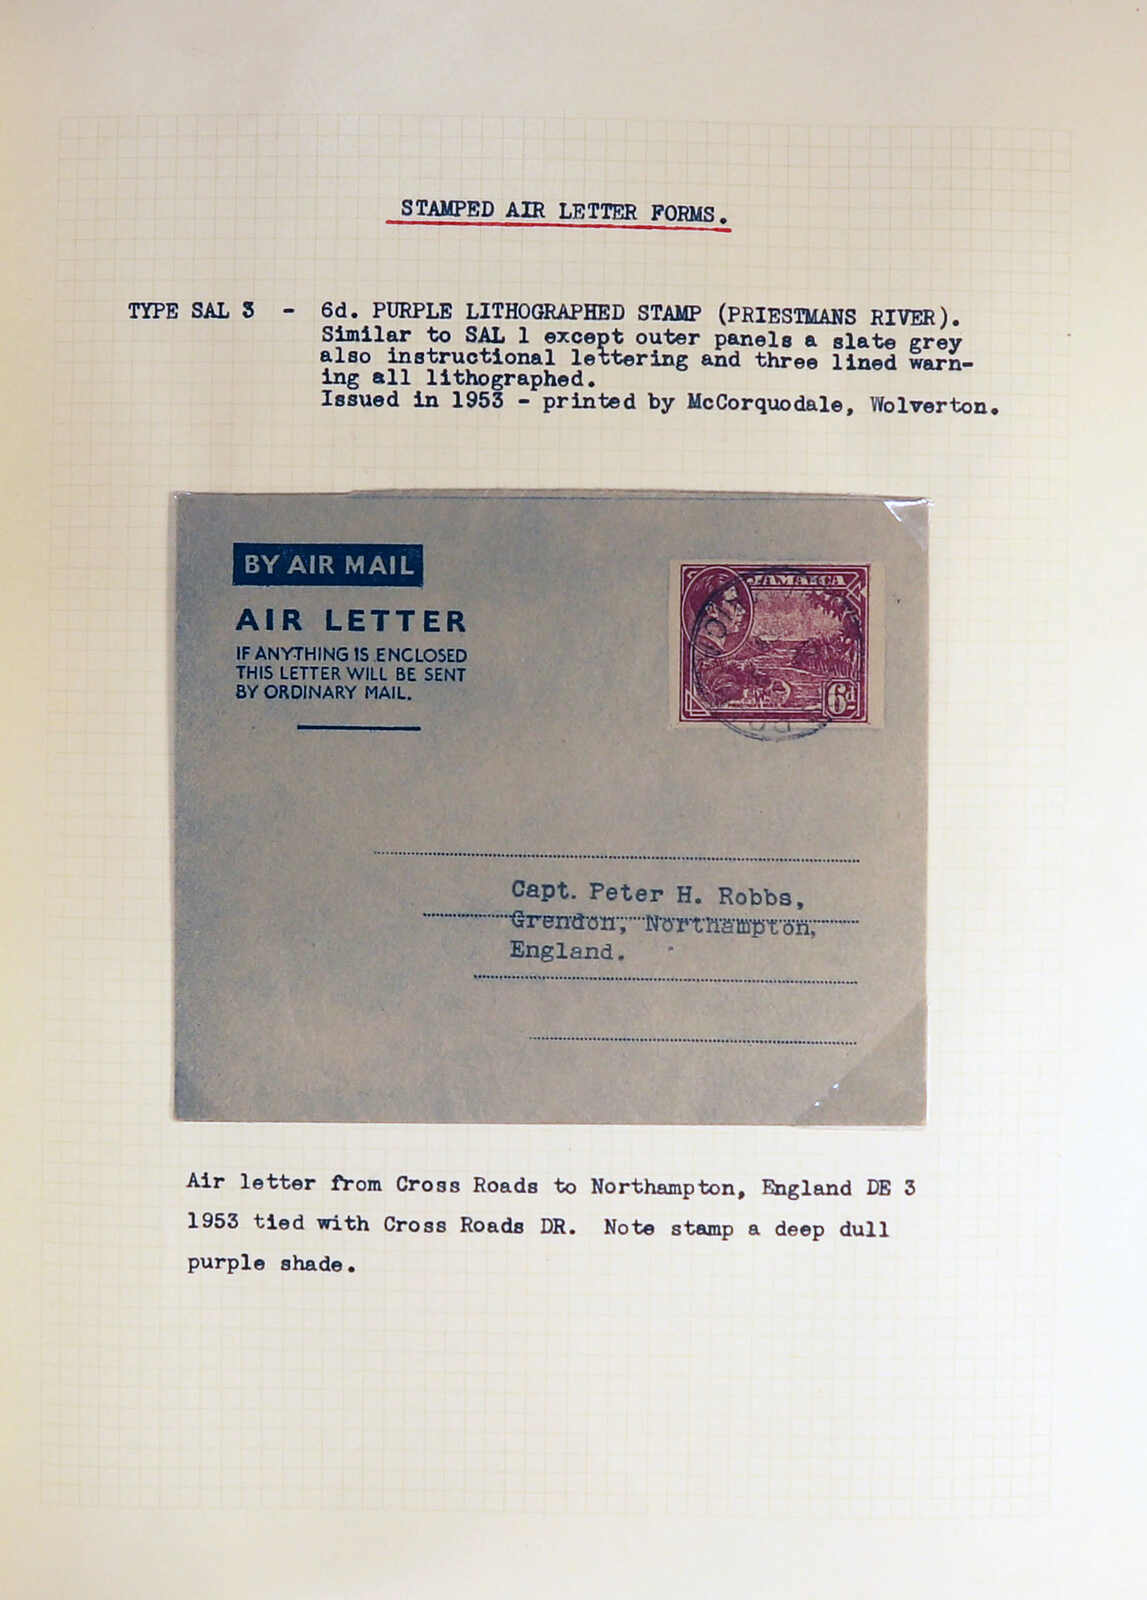 STAMPED AIR LETTER FORMS.
TYPE SAL 3 - 6d. PURPLE LITHOGRAPHED STAMP (PRIESTMANS RIVER).
Similar to SAL 1 except outer panels a slate grey
also instructional lettering and three lined warn-
ing all lithographed.
Issued in 1953 - printed by McCorquodale, Wolverton.
BY AIR MAIL
AIR LETTER
IF ANYTHING IS ENCLOSED
THIS LETTER WILL BE SENT
BY ORDINARY MAIL.
JAMAICA
6d
Capt. Peter H. Robbs,
Grendon, Northampton,
England.
Air letter from Cross Roads to Northampton, England DE 3
1953 tied with Cross Roads DR. Note stamp a deep dull
purple shade.